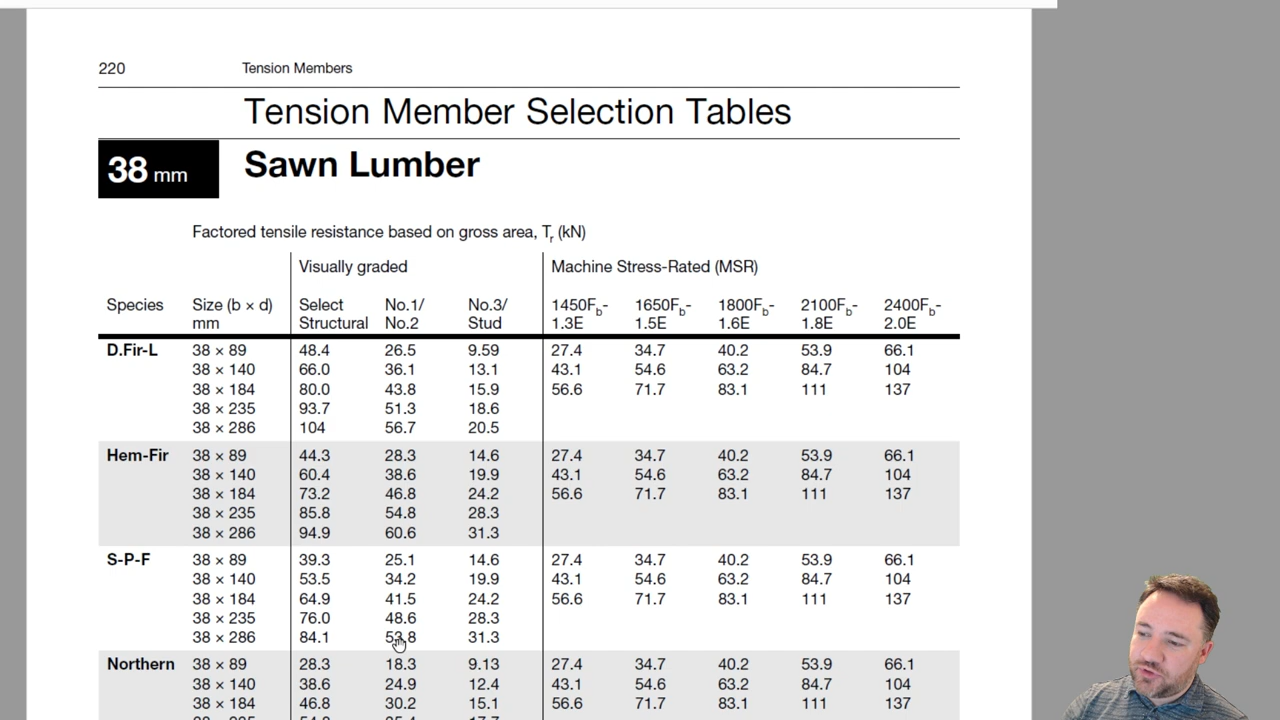 220 Tension Members
Tension Member Selection Tables
38 mm Sawn Lumber
Factored tensile resistance based on gross area, Tr (kN)
Visually graded Machine Stress-Rated (MSR)
Species Size (b × d) Select No.1/ No.3/ 1450Fb- 1650Fb- 1800Fb- 2100Fb- 2400Fb-
mm Structural No.2 Stud 1.3E 1.5E 1.6E 1.8E 2.0E
D.Fir-L 38 × 89 48.4 26.5 9.59 27.4 34.7 40.2 53.9 66.1
38 × 140 66.0 36.1 13.1 43.1 54.6 63.2 84.7 104
38 × 184 80.0 43.8 15.9 56.6 71.7 83.1 111 137
38 × 235 93.7 51.3 18.6
38 × 286 104 56.7 20.5
Hem-Fir 38 × 89 44.3 28.3 14.6 27.4 34.7 40.2 53.9 66.1
38 × 140 60.4 38.6 19.9 43.1 54.6 63.2 84.7 104
38 × 184 73.2 46.8 24.2 56.6 71.7 83.1 111 137
38 × 235 85.8 54.8 28.3
38 × 286 94.9 60.6 31.3
S-P-F 38 × 89 39.3 25.1 14.6 27.4 34.7 40.2 53.9 66.1
38 × 140 53.5 34.2 19.9 43.1 54.6 63.2 84.7 104
38 × 184 64.9 41.5 24.2 56.6 71.7 83.1 111 137
38 × 235 76.0 48.6 28.3
38 × 286 84.1 53.8 31.3
Northern 38 × 89 28.3 18.3 9.13 27.4 34.7 40.2 53.9 66.1
38 × 140 38.6 24.9 12.4 43.1 54.6 63.2 84.7 104
38 × 184 46.8 30.2 15.1 56.6 71.7 83.1 111 137